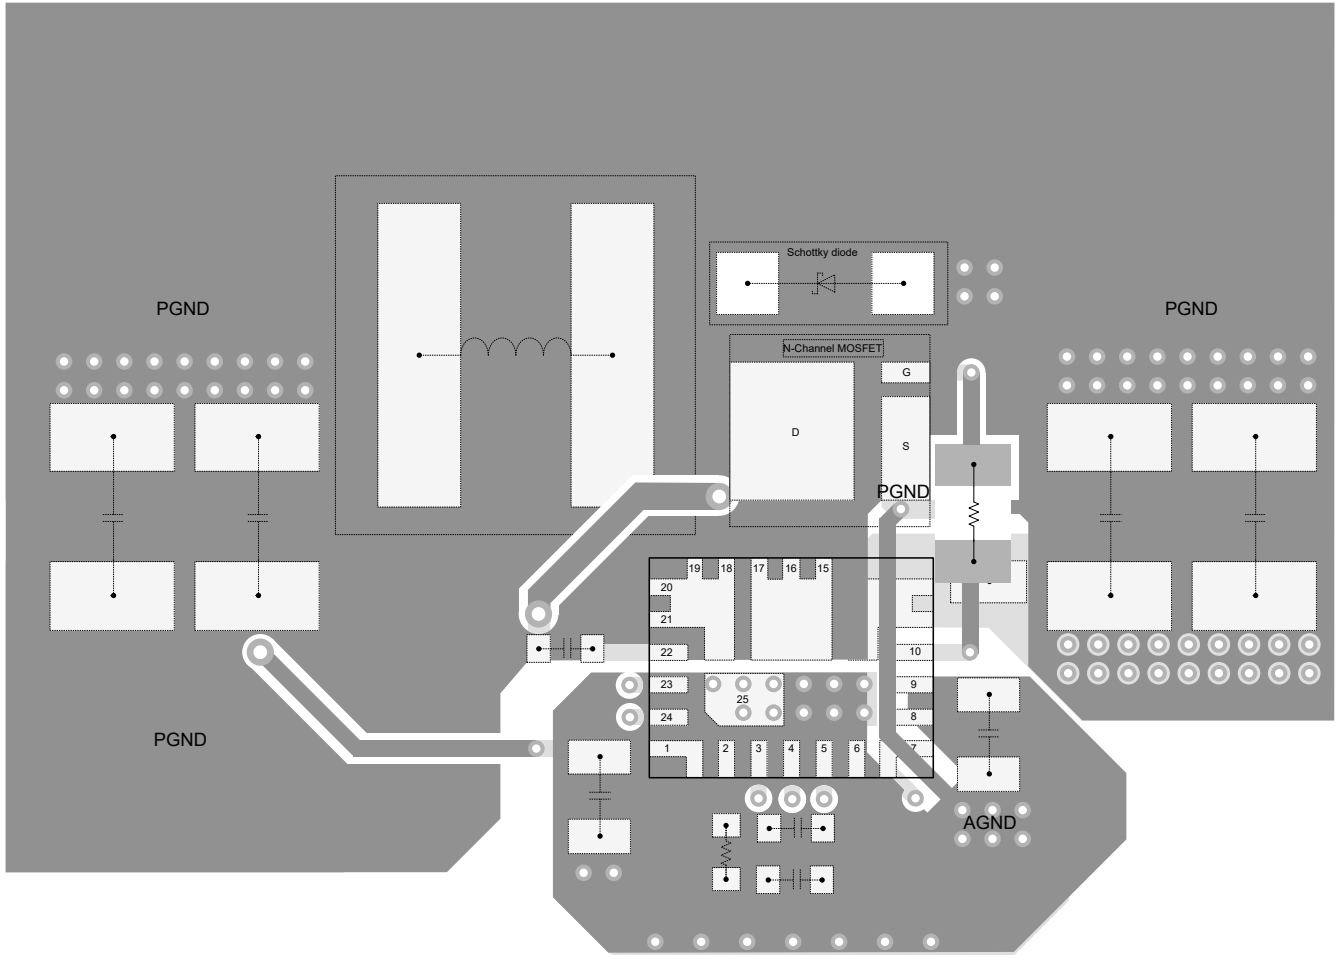 Schottky diode
PGND
PGND
N-Channel MOSFET
G
D
S
PGND
19
18
17
16
15
20
21
22
10
23
9
25
24
8
1
2
3
4
5
6
7
PGND
AGND